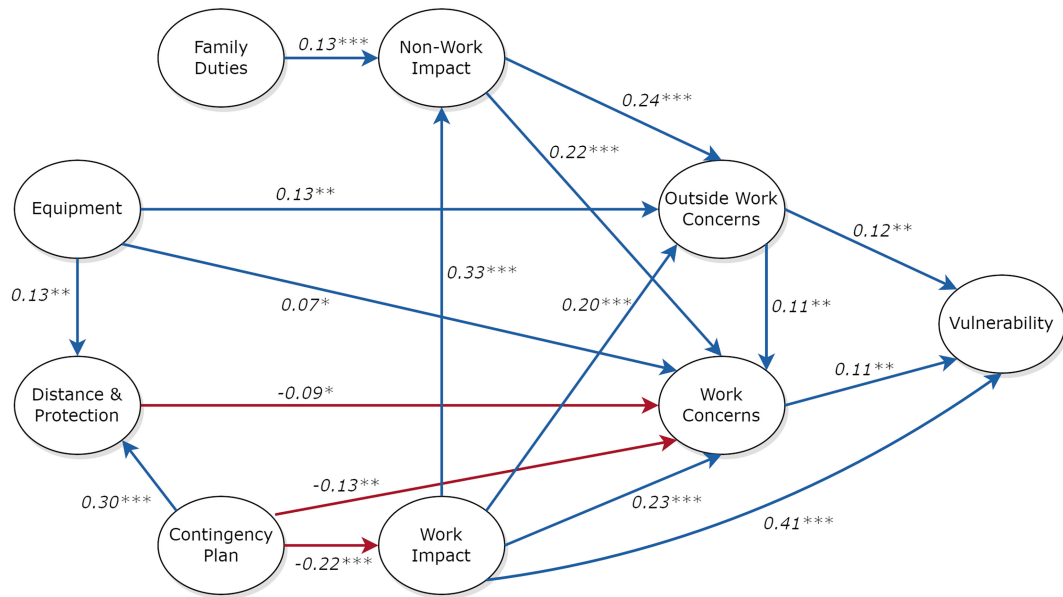 Family
Duties
0.13***
Non-Work
Impact
0.24***
0.22***
Equipment
0.13**
Outside Work
Concerns
0.12**
0.13**
0.07*
0.33***
0.20***
0.11**
Vulnerability
Distance &
Protection
-0.09*
Work
Concerns
0.11**
0.30***
-0.13**
0.23***
0.41***
Contingency
Plan
-0.22***
Work
Impact